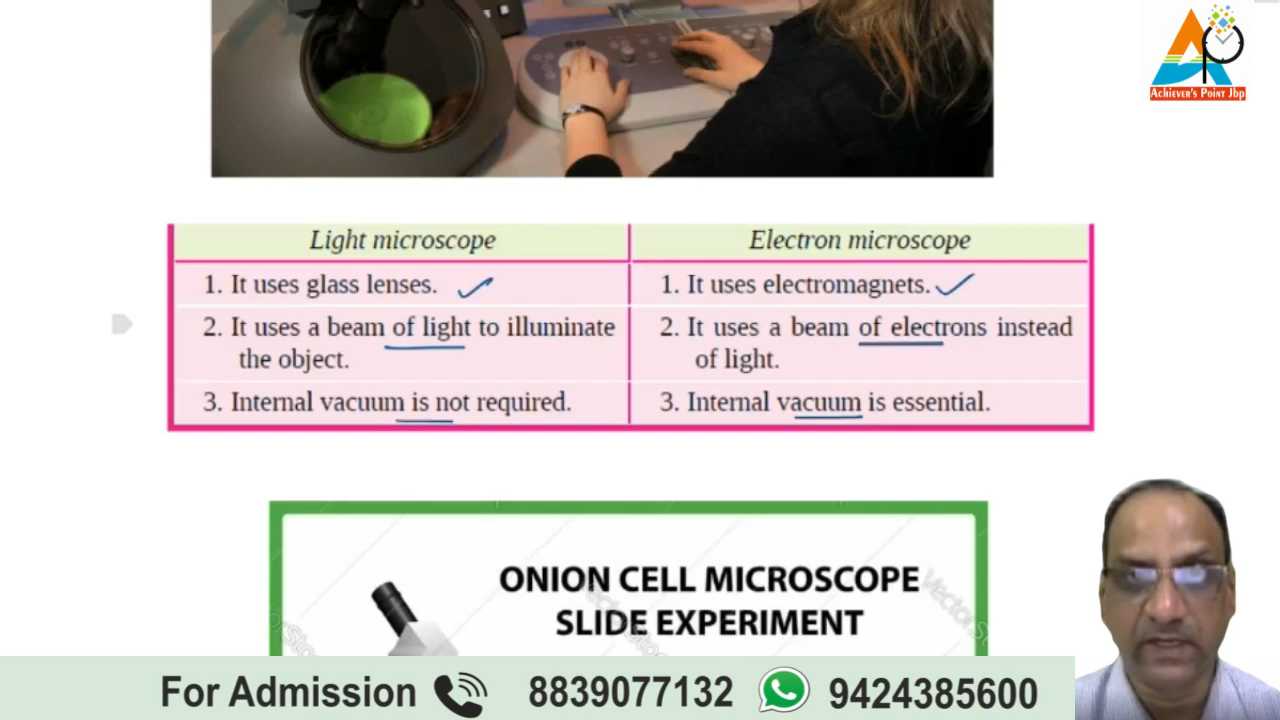 ACHIEVER'S POINT JBP
Light microscope
Electron microscope
1. It uses glass lenses.
1. It uses electromagnets.
2. It uses a beam of light to illuminate
the object.
2. It uses a beam of electrons instead
of light.
3. Internal vacuum is not required.
3. Internal vacuum is essential.
ONION CELL MICROSCOPE
SLIDE EXPERIMENT
For Admission 8839077132 9424385600